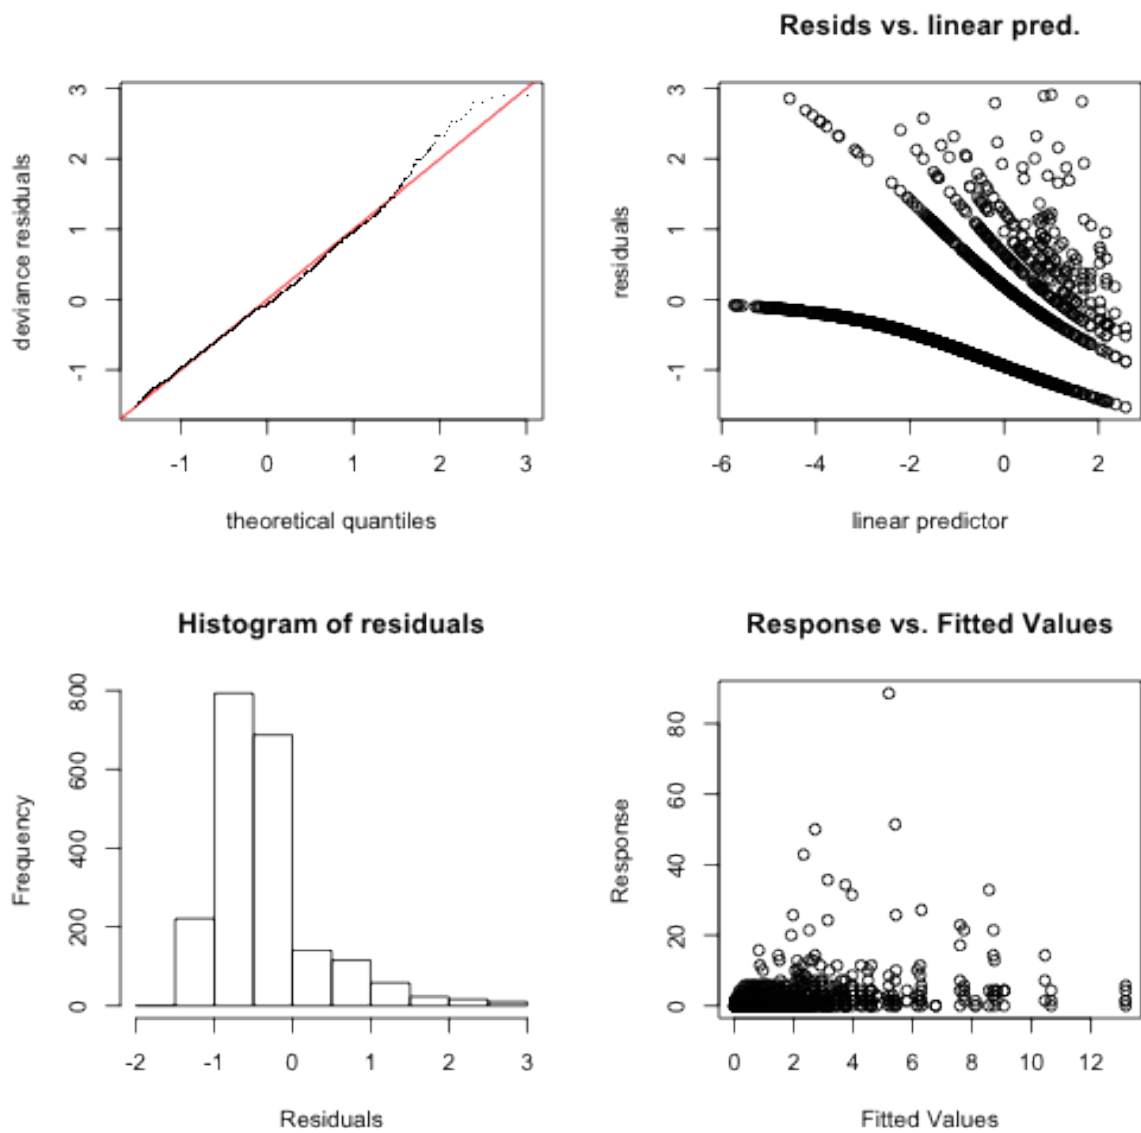 3
2
1
0
-1
deviance residuals
-1 0 1 2 3
theoretical quantiles
Resids vs. linear pred.
3
2
1
0
-1
residuals
-6 -4 -2 0 2
linear predictor
Histogram of residuals
800
600
400
200
0
Frequency
-2 -1 0 1 2 3
Residuals
Response vs. Fitted Values
80
60
40
20
0
Response
0 2 4 6 8 10 12
Fitted Values